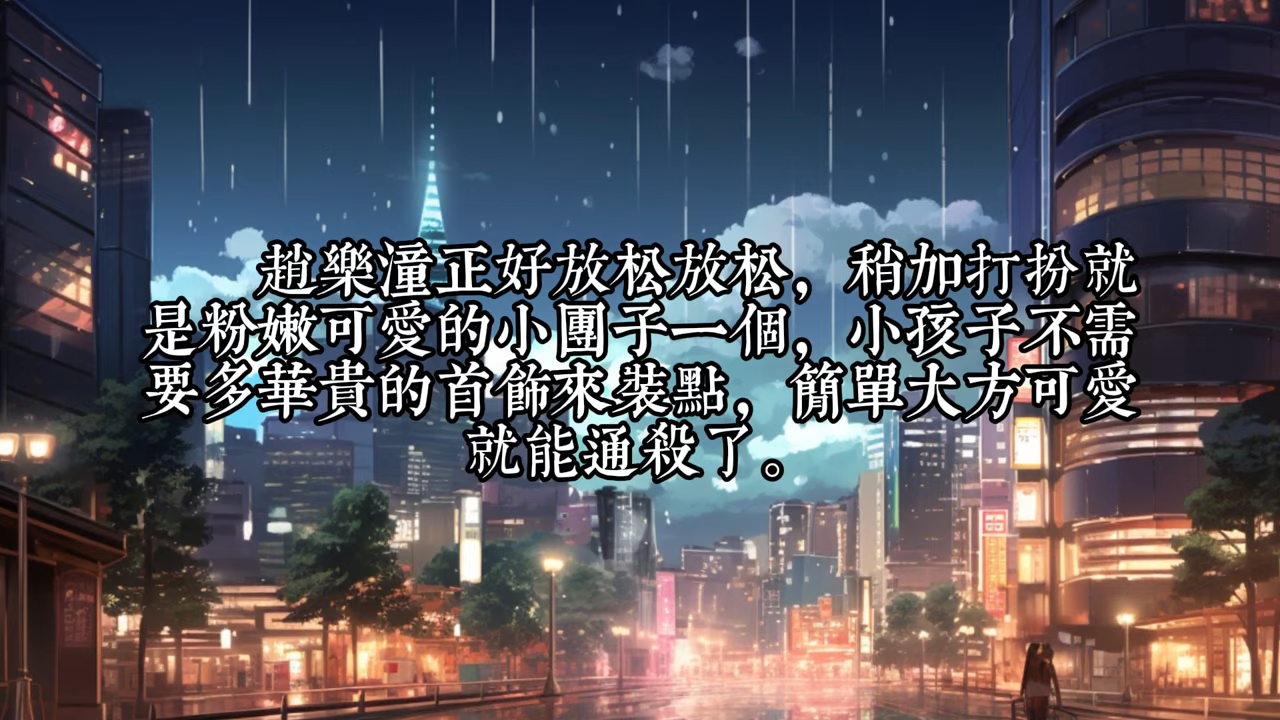 趙樂潼正好放松放松，稍加打扮就
是粉嫩可愛的小團子一個，小孩子不需
要多華貴的首飾來裝點，簡單大方可愛
就能通殺了。